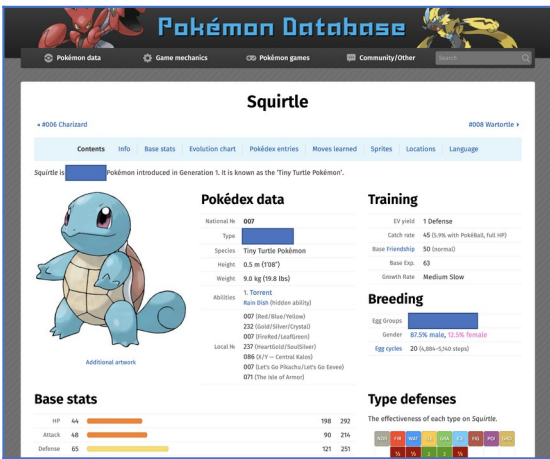 Pokémon Database
Pokémon data
Game mechanics
Pokémon games
Community/Other
Search
Squirtle
#006 Charizard
#008 Wartortle
Contents Info Base stats Evolution chart Pokédex entries Moves learned Sprites Locations Language
Squirtle is Pokémon introduced in Generation 1. It is known as the 'Tiny Turtle Pokémon'.
Additional artwork
Pokédex data
National № 007
Type
Species Tiny Turtle Pokémon
Height 0.5 m (1′08″)
Weight 9.0 kg (19.8 lbs)
Abilities 1. Torrent
Rain Dish (hidden ability)
Local № 007 (Red/Blue/Yellow)
232 (Gold/Silver/Crystal)
007 (FireRed/LeafGreen)
237 (HeartGold/SoulSilver)
086 (X/Y — Central Kalos)
007 (Let's Go Pikachu/Let's Go Eevee)
071 (The Isle of Armor)
Training
EV yield 1 Defense
Catch rate 45 (5.9% with PokéBall, full HP)
Base Friendship 50 (normal)
Base Exp. 63
Growth Rate Medium Slow
Breeding
Egg Groups
Gender 87.5% male, 12.5% female
Egg cycles 20 (4,884–5,140 steps)
Base stats
HP 44 198 292
Attack 48 90 214
Defense 65 121 251
Type defenses
The effectiveness of each type on Squirtle.
NOR FIR WAT ELE GRA ICE FIG POI GRO
½ ½ 2 2 ½